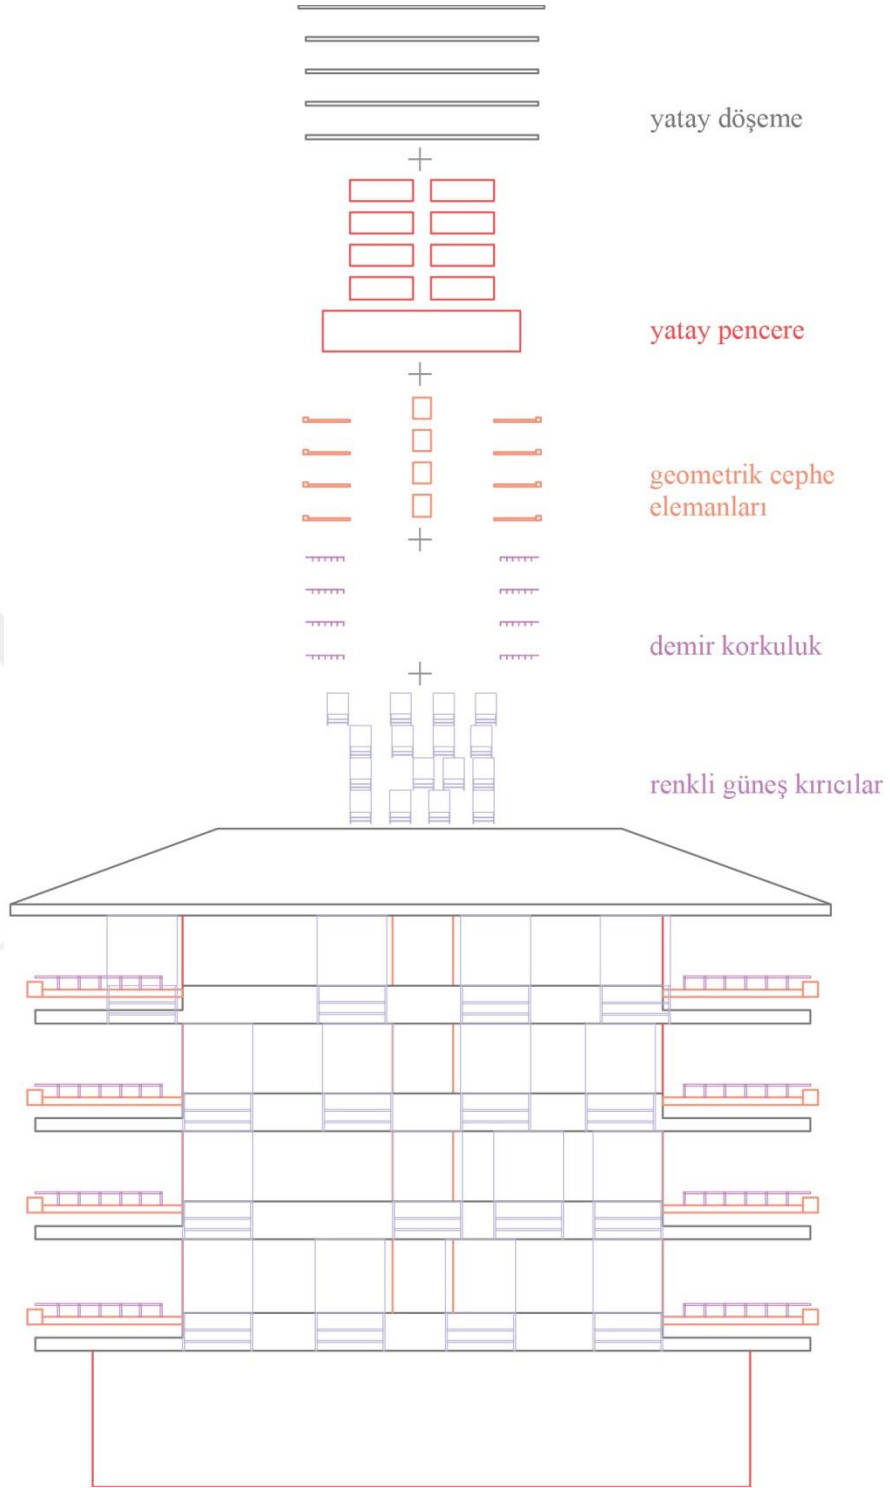 yatay döşeme
yatay pencere
geometrik cephe
elemanları
demir korkuluk
renkli güneş kırıcılar